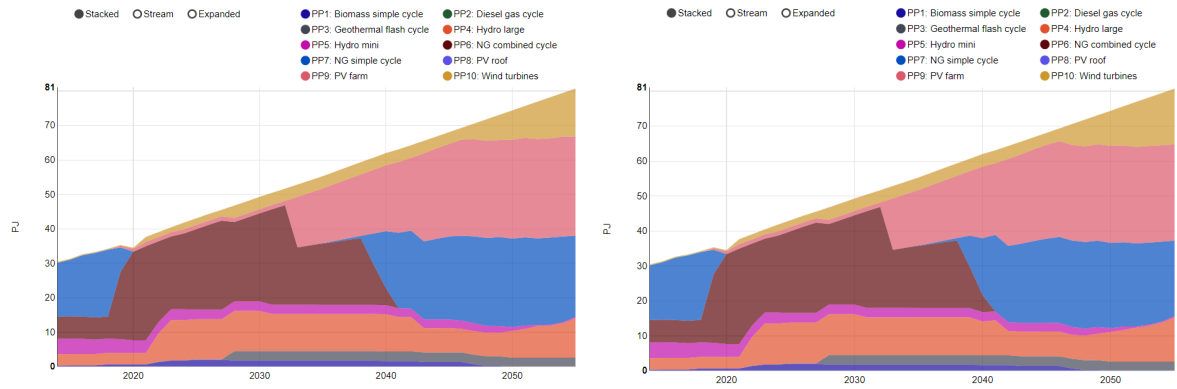 Stacked Stream Expanded
PP1: Biomass simple cycle PP2: Diesel gas cycle
PP3: Geothermal flash cycle PP4: Hydro large
PP5: Hydro mini PP6: NG combined cycle
PP7: NG simple cycle PP8: PV roof
PP9: PV farm PP10: Wind turbines
81
70
60
50
40
30
20
10
0
PJ
2020 2030 2040 2050
Stacked Stream Expanded
PP1: Biomass simple cycle PP2: Diesel gas cycle
PP3: Geothermal flash cycle PP4: Hydro large
PP5: Hydro mini PP6: NG combined cycle
PP7: NG simple cycle PP8: PV roof
PP9: PV farm PP10: Wind turbines
81
70
60
50
40
30
20
10
0
PJ
2020 2030 2040 2050